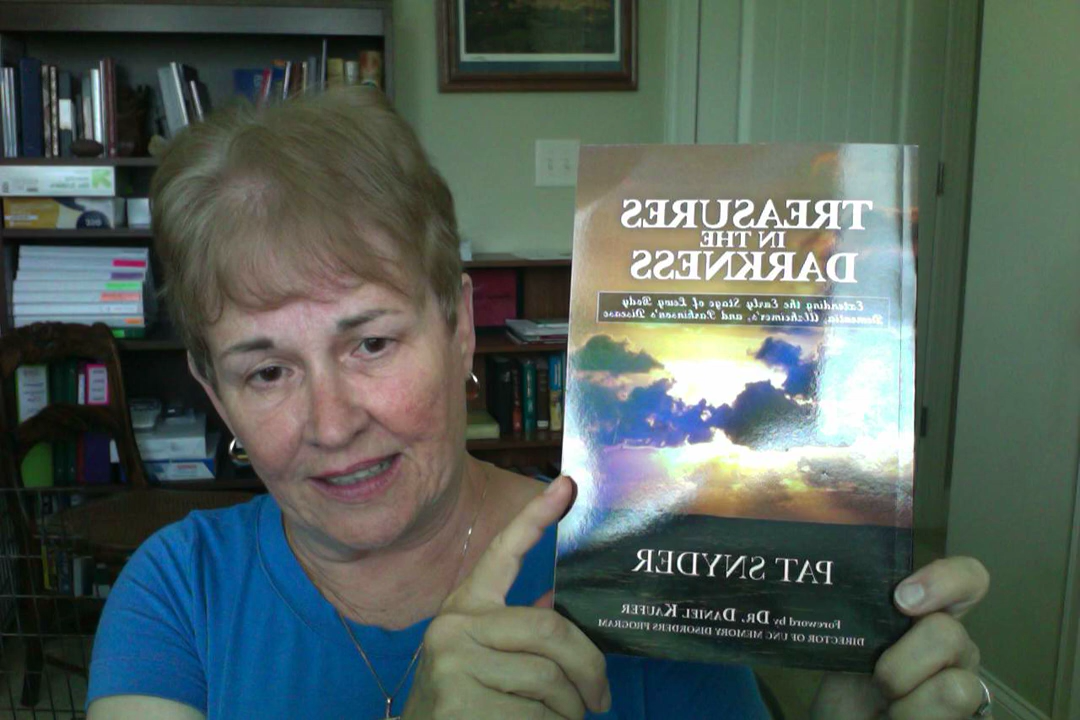 TREASURES
IN THE
DARKNESS
Extending the Early Stage of Lewy Body
Dementia, Alzheimer's, and Parkinson's Disease
PAT SNYDER
Foreword by DR. DANIEL KAUFER
DIRECTOR OF UNC MEMORY DISORDERS PROGRAM